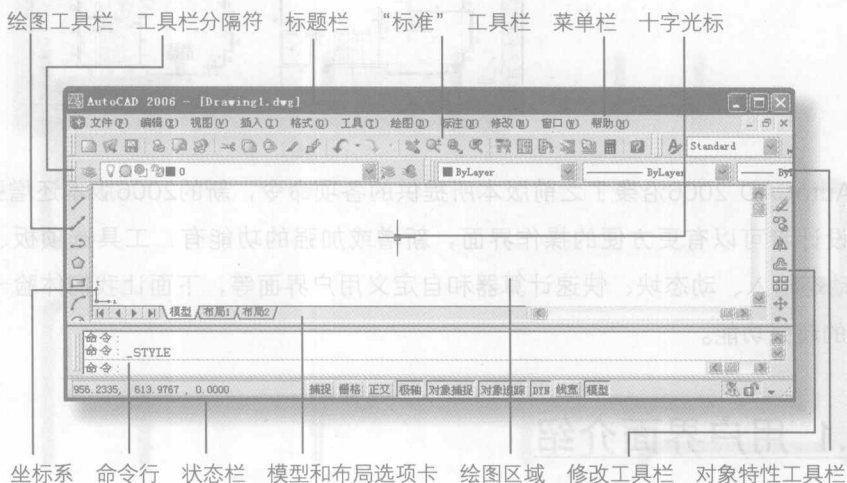 绘图工具栏 工具栏分隔符 标题栏 “标准” 工具栏 菜单栏 十字光标
AutoCAD 2006 - [Drawing1.dwg]
文件(F) 编辑(E) 视图(V) 插入(I) 格式(O) 工具(T) 绘图(D) 标注(N) 修改(M) 窗口(W) 帮助(H)
Standard
0 ByLayer ByLayer Byl
模型 布局1 布局2
命令:
命令: _STYLE
命令:
956.2335, 613.9767 , 0.0000 捕捉 栅格 正交 极轴 对象捕捉 对象追踪 DYN 线宽 模型
坐标系 命令行 状态栏 模型和布局选项卡 绘图区域 修改工具栏 对象特性工具栏